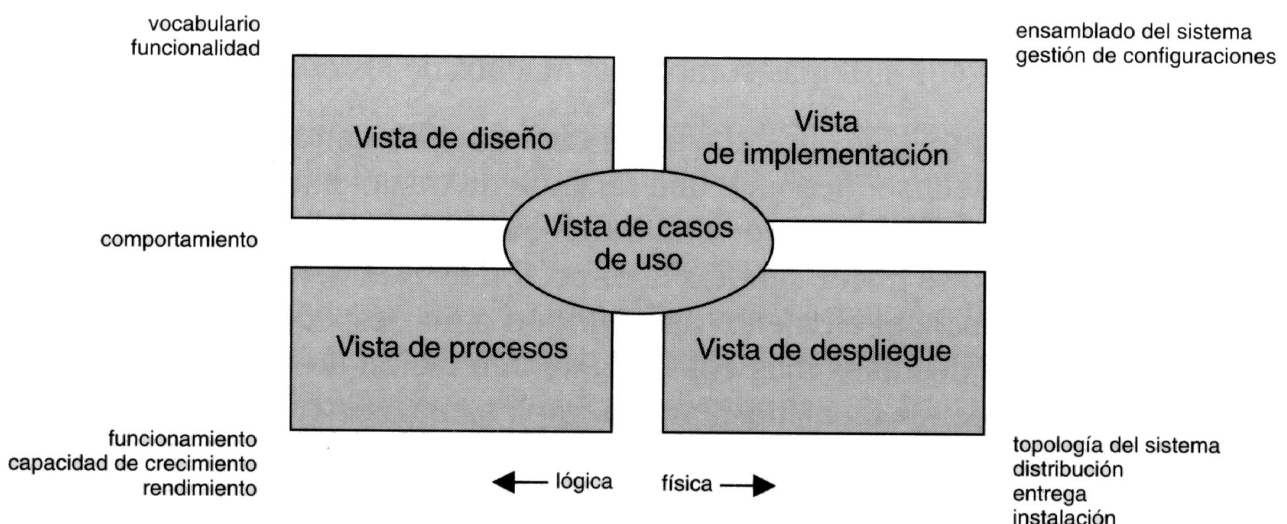 vocabulario
funcionalidad
ensamblado del sistema
gestión de configuraciones
Vista de diseño
Vista
de implementación
comportamiento
Vista de casos
de uso
Vista de procesos
Vista de despliegue
funcionamiento
capacidad de crecimiento
rendimiento
lógica
física
topología del sistema
distribución
entrega
instalación